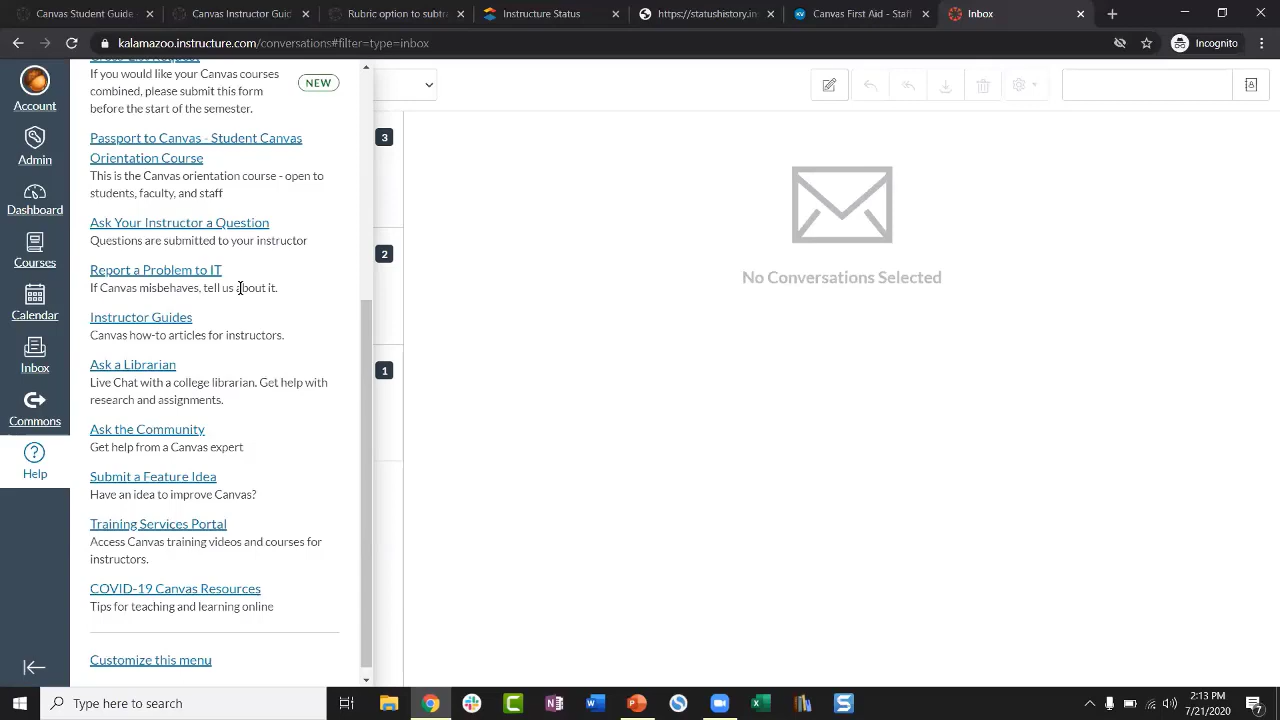 Canvas Student Guide
Canvas Instructor Guid
Rubric option to subtr
Instructure Status
https://statushistory.in
Canvas First Aid - Staff
Inbox
kalamazoo.instructure.com/conversations#filter=type=inbox
Incognito
Account
Admin
Dashboard
Courses
Calendar
Inbox
Commons
Help
If you would like your Canvas courses
combined, please submit this form
before the start of the semester.
NEW
Passport to Canvas - Student Canvas
Orientation Course
This is the Canvas orientation course - open to
students, faculty, and staff
Ask Your Instructor a Question
Questions are submitted to your instructor
Report a Problem to IT
If Canvas misbehaves, tell us about it.
Instructor Guides
Canvas how-to articles for instructors.
Ask a Librarian
Live Chat with a college librarian. Get help with
research and assignments.
Ask the Community
Get help from a Canvas expert
Submit a Feature Idea
Have an idea to improve Canvas?
Training Services Portal
Access Canvas training videos and courses for
instructors.
COVID-19 Canvas Resources
Tips for teaching and learning online
Customize this menu
3
2
1
No Conversations Selected
Type here to search
2:13 PM
7/21/2020